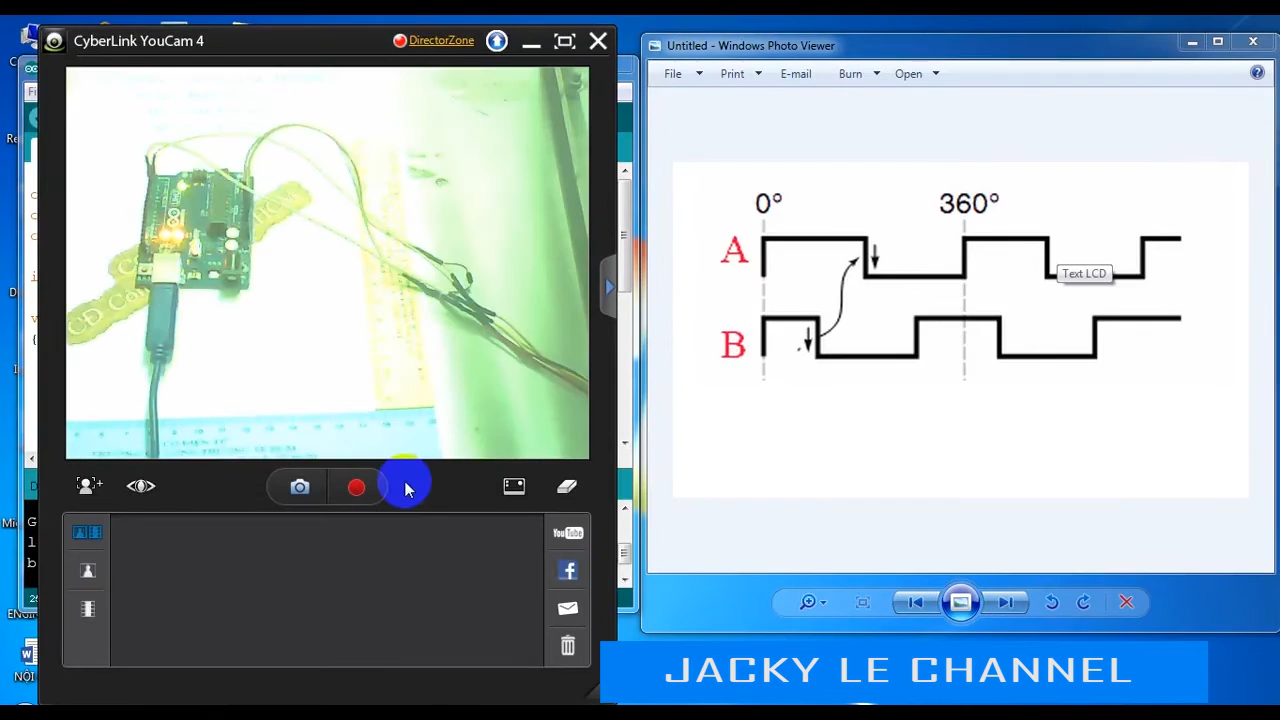 CyberLink YouCam 4
DirectorZone
YouTube
Untitled - Windows Photo Viewer
File Print E-mail Burn Open
0° 360°
A
Text LCD
B
JACKY LE CHANNEL